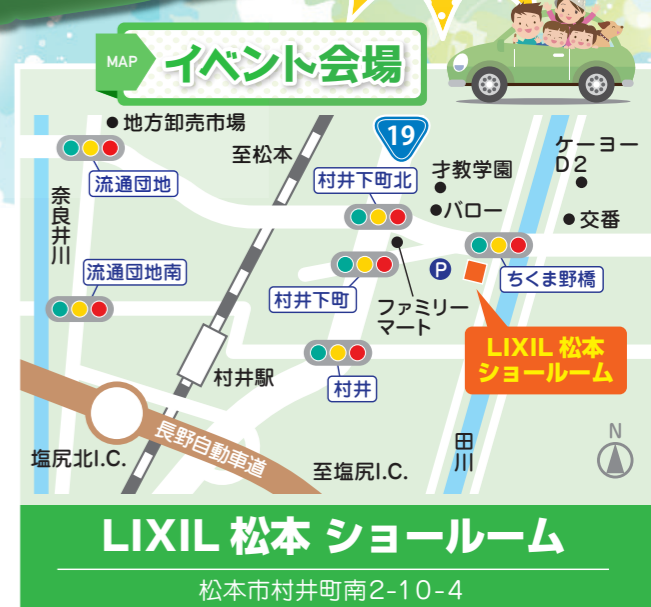 MAP イベント会場
地方卸売市場
流通団地
奈良井川
流通団地南
至松本
19
村井下町北
才教学園
バロー
ケーヨー
D2
交番
ちくま野橋
P
村井下町
ファミリー
マート
LIXIL 松本
ショールーム
村井駅
村井
長野自動車道
塩尻北I.C.
至塩尻I.C.
田川
N
LIXIL 松本 ショールーム
松本市村井町南2-10-4